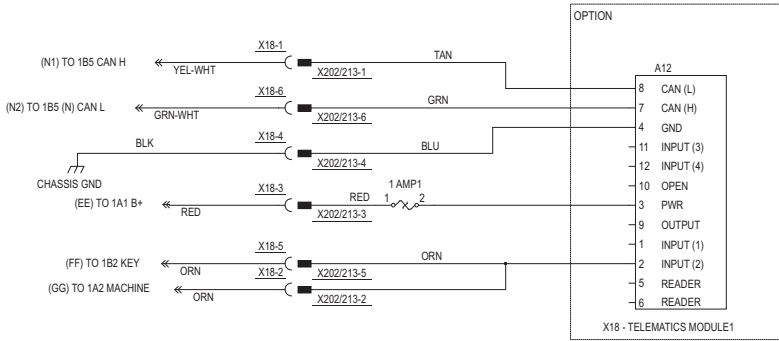 OPTION
X18-1
TAN
(N1) TO 1B5 CAN H
YEL-WHT
X202/213-1
A12
8 CAN (L)
X18-6
GRN
(N2) TO 1B5 (N) CAN L
GRN-WHT
X202/213-6
7 CAN (H)
X18-4
BLK
BLU
X202/213-4
4 GND
11 INPUT (3)
12 INPUT (4)
CHASSIS GND
X18-3
RED
1 AMP1
1 2
10 OPEN
(EE) TO 1A1 B+
RED
X202/213-3
3 PWR
9 OUTPUT
1 INPUT (1)
X18-5
ORN
(FF) TO 1B2 KEY
ORN
X202/213-5
2 INPUT (2)
X18-2
(GG) TO 1A2 MACHINE
ORN
X202/213-2
5 READER
6 READER
X18 - TELEMATICS MODULE1